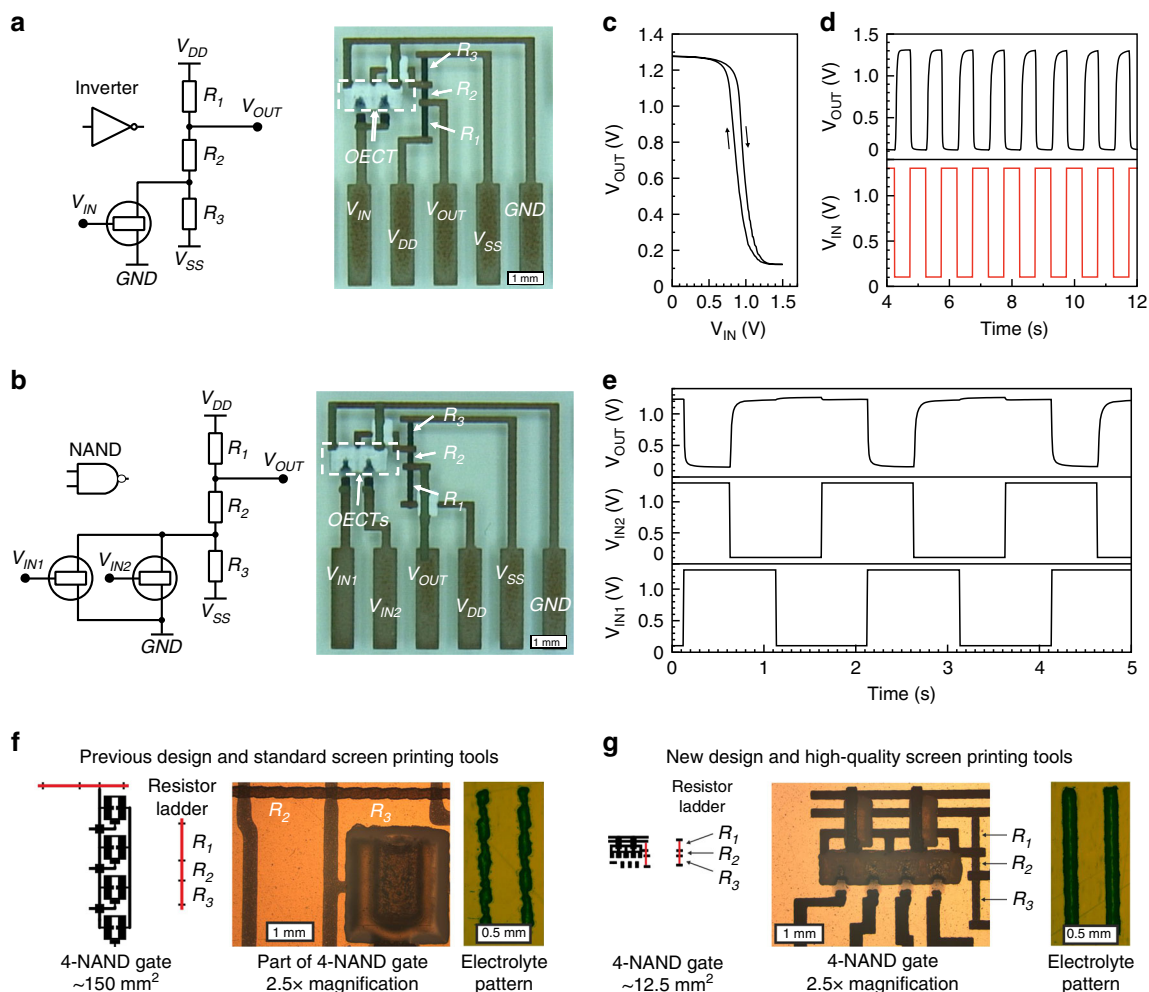 a
V_DD
Inverter
R_1
V_OUT
R_2
V_IN
R_3
GND
V_SS
R_3
R_2
R_1
OECT
V_IN
V_DD
V_OUT
V_SS
GND
1 mm
c
1.4
1.2
1.0
0.8
0.6
0.4
0.2
0
V_OUT (V)
0 0.5 1.0 1.5
V_IN (V)
d
1.5
1.0
0.5
0
V_OUT (V)
1.0
0.5
0
V_IN (V)
4 6 8 10 12
Time (s)
b
V_DD
NAND
R_1
V_OUT
R_2
V_IN1
V_IN2
R_3
V_SS
GND
R_3
R_2
R_1
OECTs
V_IN1
V_IN2
V_OUT
V_DD
V_SS
GND
1 mm
e
1.0
0.5
0
V_OUT (V)
1.0
0.5
0
V_IN2 (V)
1.0
0.5
0
V_IN1 (V)
0 1 2 3 4 5
Time (s)
f
Previous design and standard screen printing tools
Resistor
ladder
R_1
R_2
R_3
R_2
R_3
1 mm
0.5 mm
4-NAND gate
~150 mm²
Part of 4-NAND gate
2.5× magnification
Electrolyte
pattern
g
New design and high-quality screen printing tools
Resistor
ladder
R_1
R_2
R_3
R_1
R_2
R_3
1 mm
0.5 mm
4-NAND gate
~12.5 mm²
4-NAND gate
2.5× magnification
Electrolyte
pattern